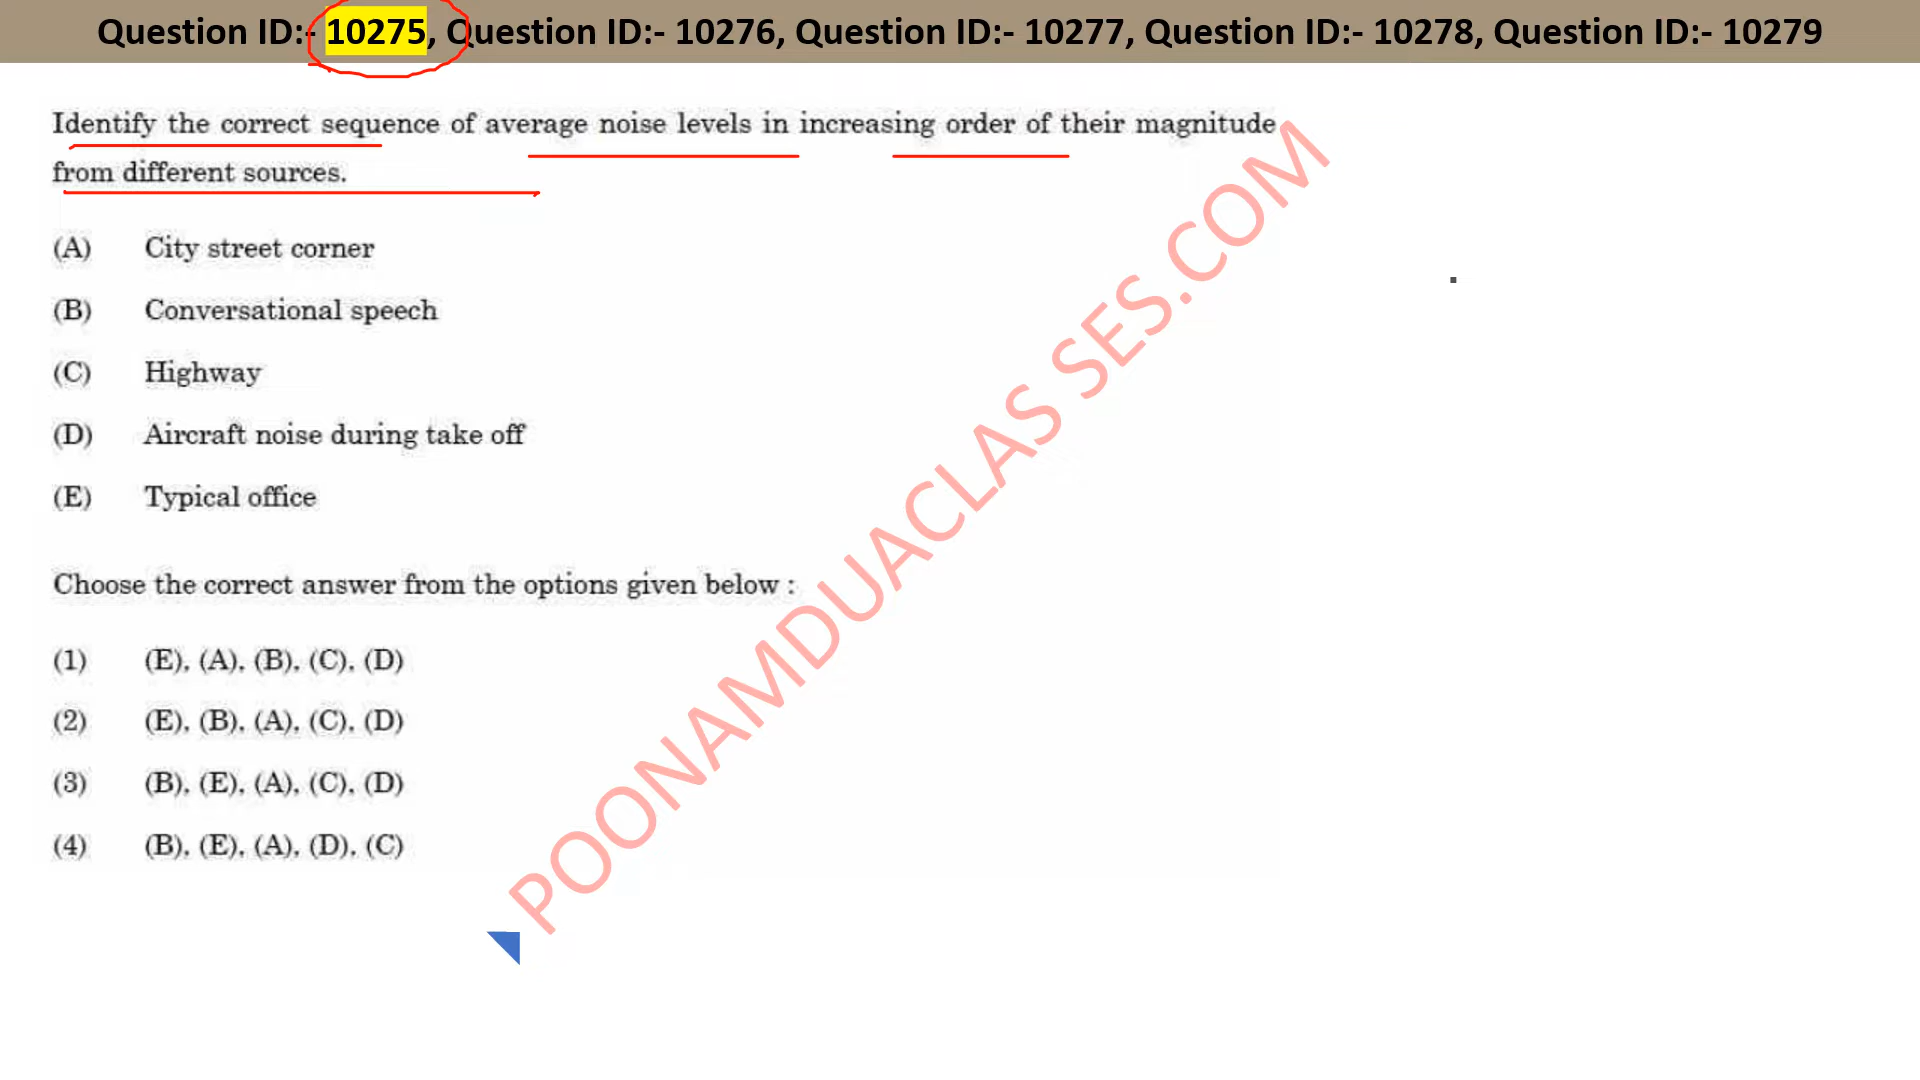 Question ID:- 10275, Question ID:- 10276, Question ID:- 10277, Question ID:- 10278, Question ID:- 10279
Identify the correct sequence of average noise levels in increasing order of their magnitude
from different sources.
(A) City street corner
(B) Conversational speech
(C) Highway
(D) Aircraft noise during take off
(E) Typical office
Choose the correct answer from the options given below :
(1) (E), (A), (B), (C), (D)
(2) (E), (B), (A), (C), (D)
(3) (B), (E), (A), (C), (D)
(4) (B), (E), (A), (D), (C)
POONAMDUACLAS SES.COM